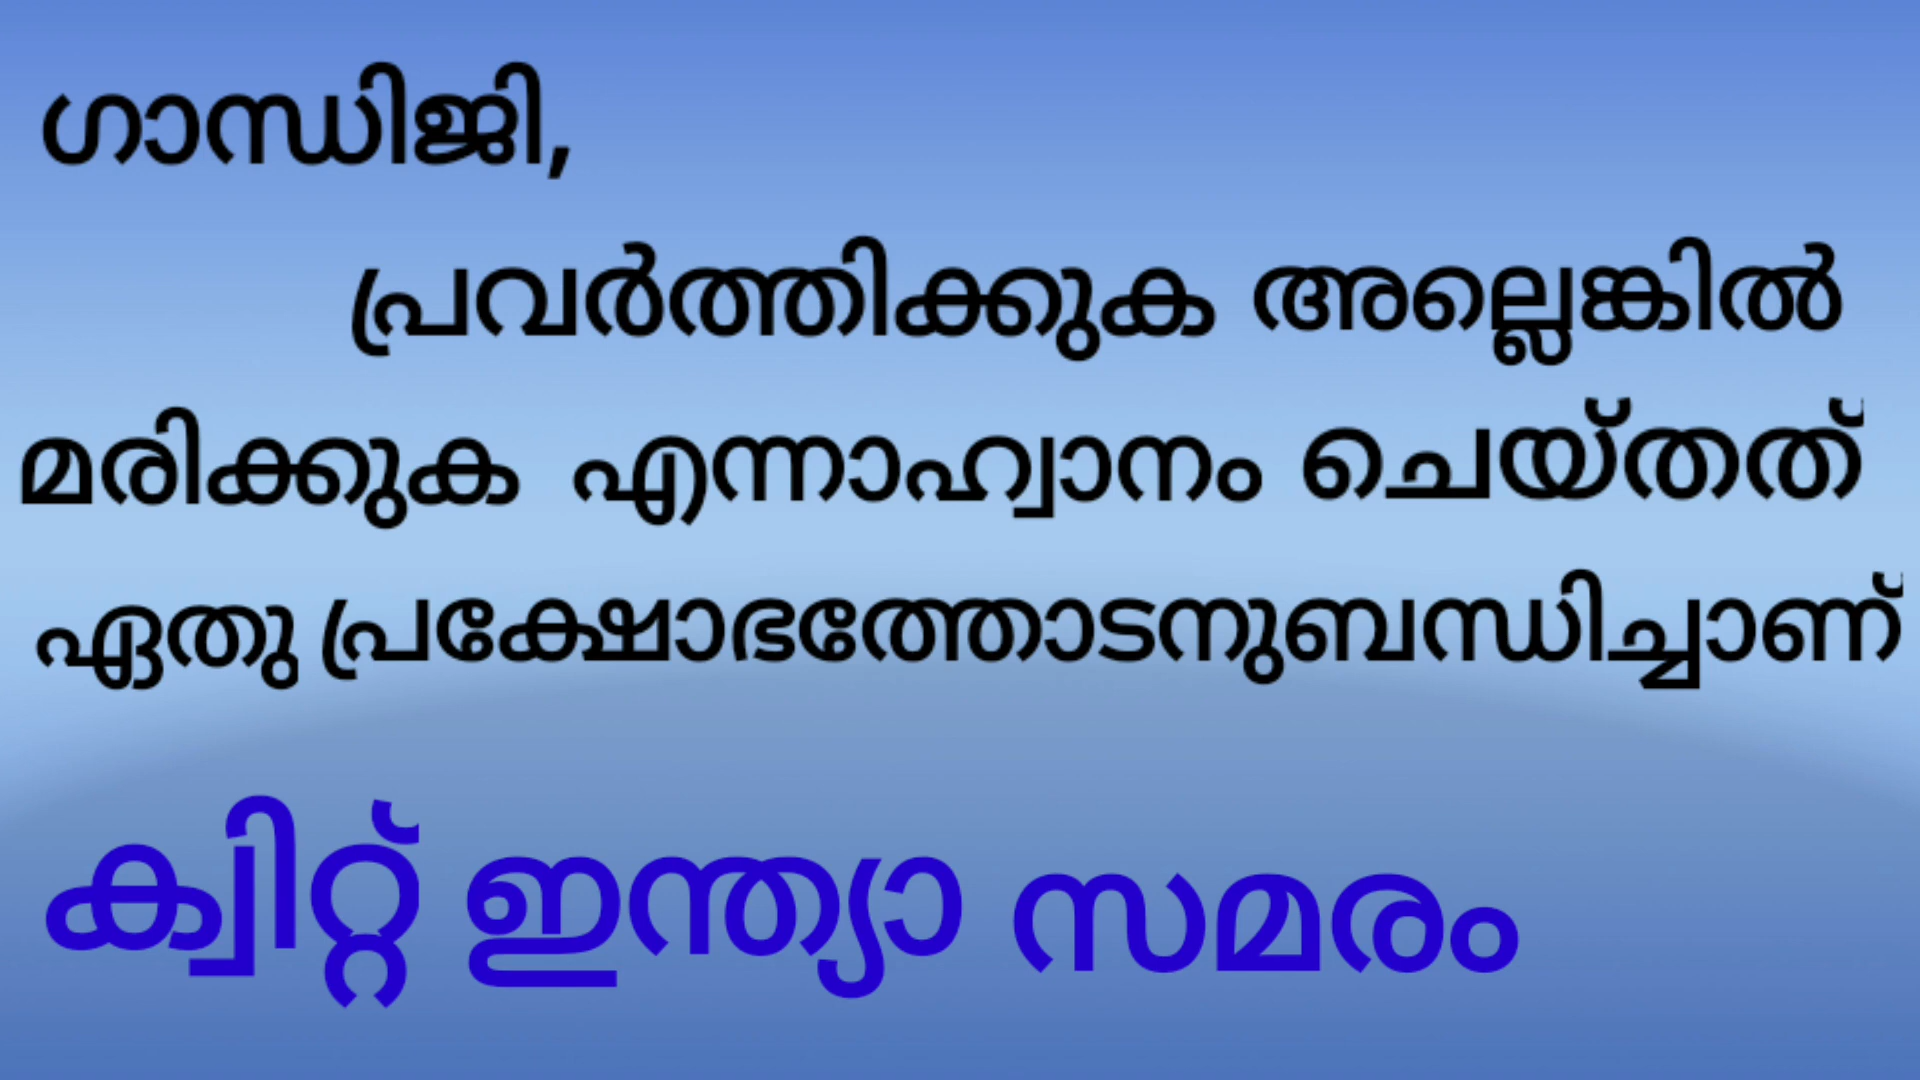 ഗാന്ധിജി,
പ്രവർത്തിക്കുക അല്ലെങ്കിൽ
മരിക്കുക എന്നാഹ്വാനം ചെയ്തത്
ഏതു പ്രക്ഷോഭത്തോടനുബന്ധിച്ചാണ്
ക്വിറ്റ് ഇന്ത്യാ സമരം